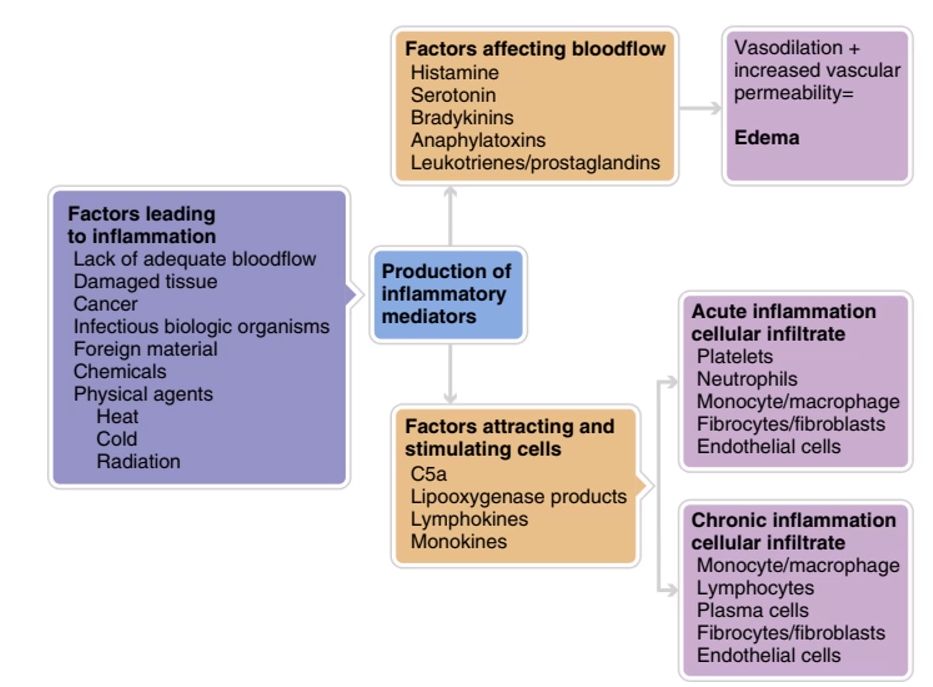 Factors affecting bloodflow
Histamine
Serotonin
Bradykinins
Anaphylatoxins
Leukotrienes/prostaglandins
Vasodilation +
increased vascular
permeability=
Edema
Factors leading
to inflammation
Lack of adequate bloodflow
Damaged tissue
Cancer
Infectious biologic organisms
Foreign material
Chemicals
Physical agents
Heat
Cold
Radiation
Production of
inflammatory
mediators
Factors attracting and
stimulating cells
C5a
Lipooxygenase products
Lymphokines
Monokines
Acute inflammation
cellular infiltrate
Platelets
Neutrophils
Monocyte/macrophage
Fibrocytes/fibroblasts
Endothelial cells
Chronic inflammation
cellular infiltrate
Monocyte/macrophage
Lymphocytes
Plasma cells
Fibrocytes/fibroblasts
Endothelial cells